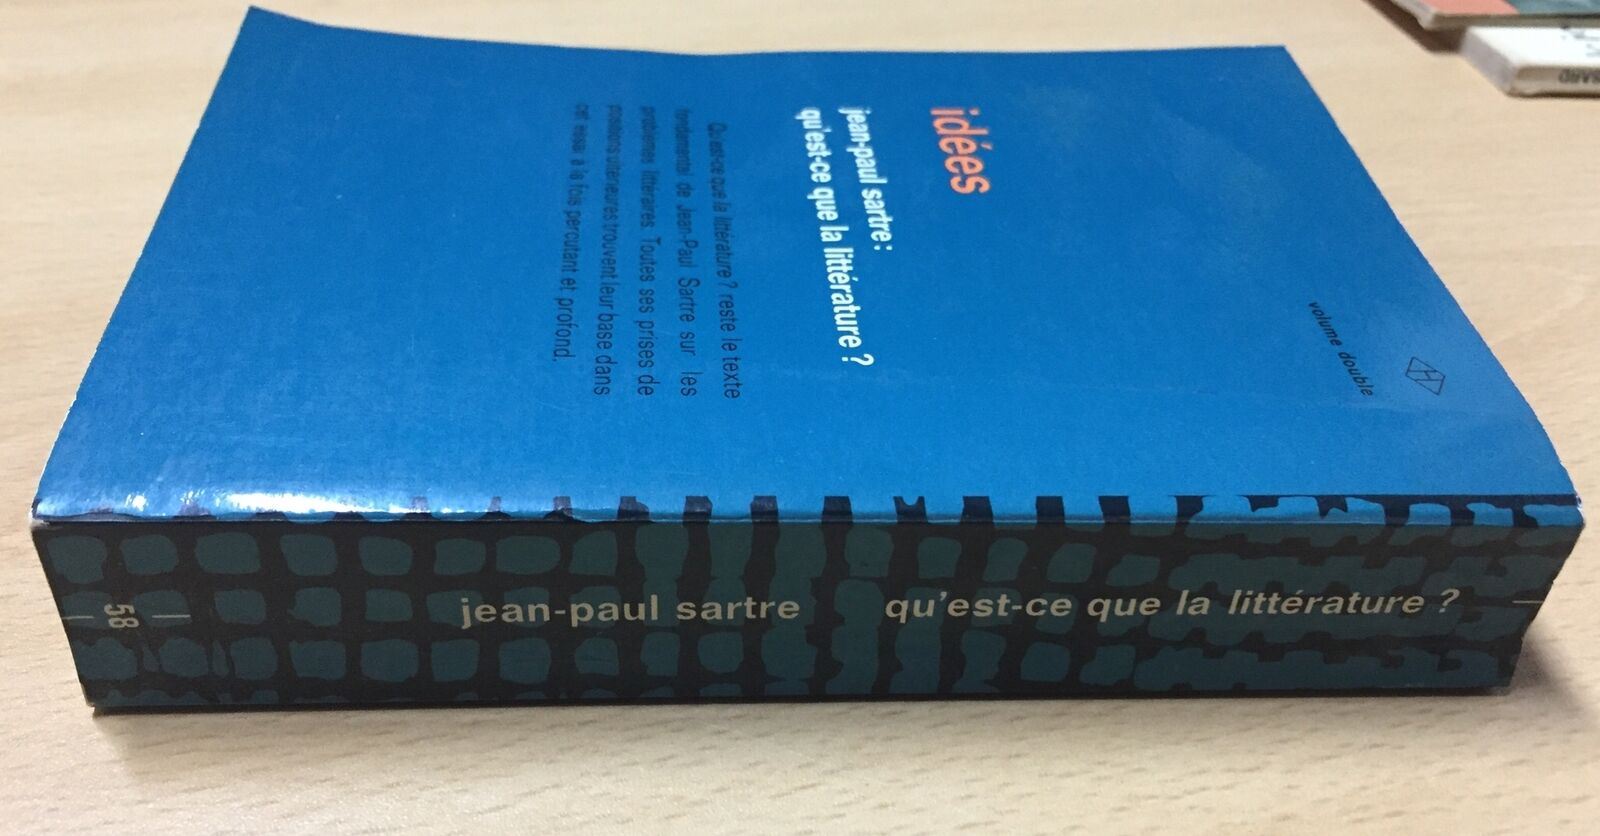 idées
jean-paul sartre :
qu'est-ce que la littérature ?
Qu'est-ce que la littérature ? reste le texte
fondamental de Jean-Paul Sartre sur les
problèmes littéraires. Toutes ses prises de
positions ultérieures trouvent leur base dans
cet essai à la fois percutant et profond.
volume double
58
jean-paul sartre
qu'est-ce que la littérature ?